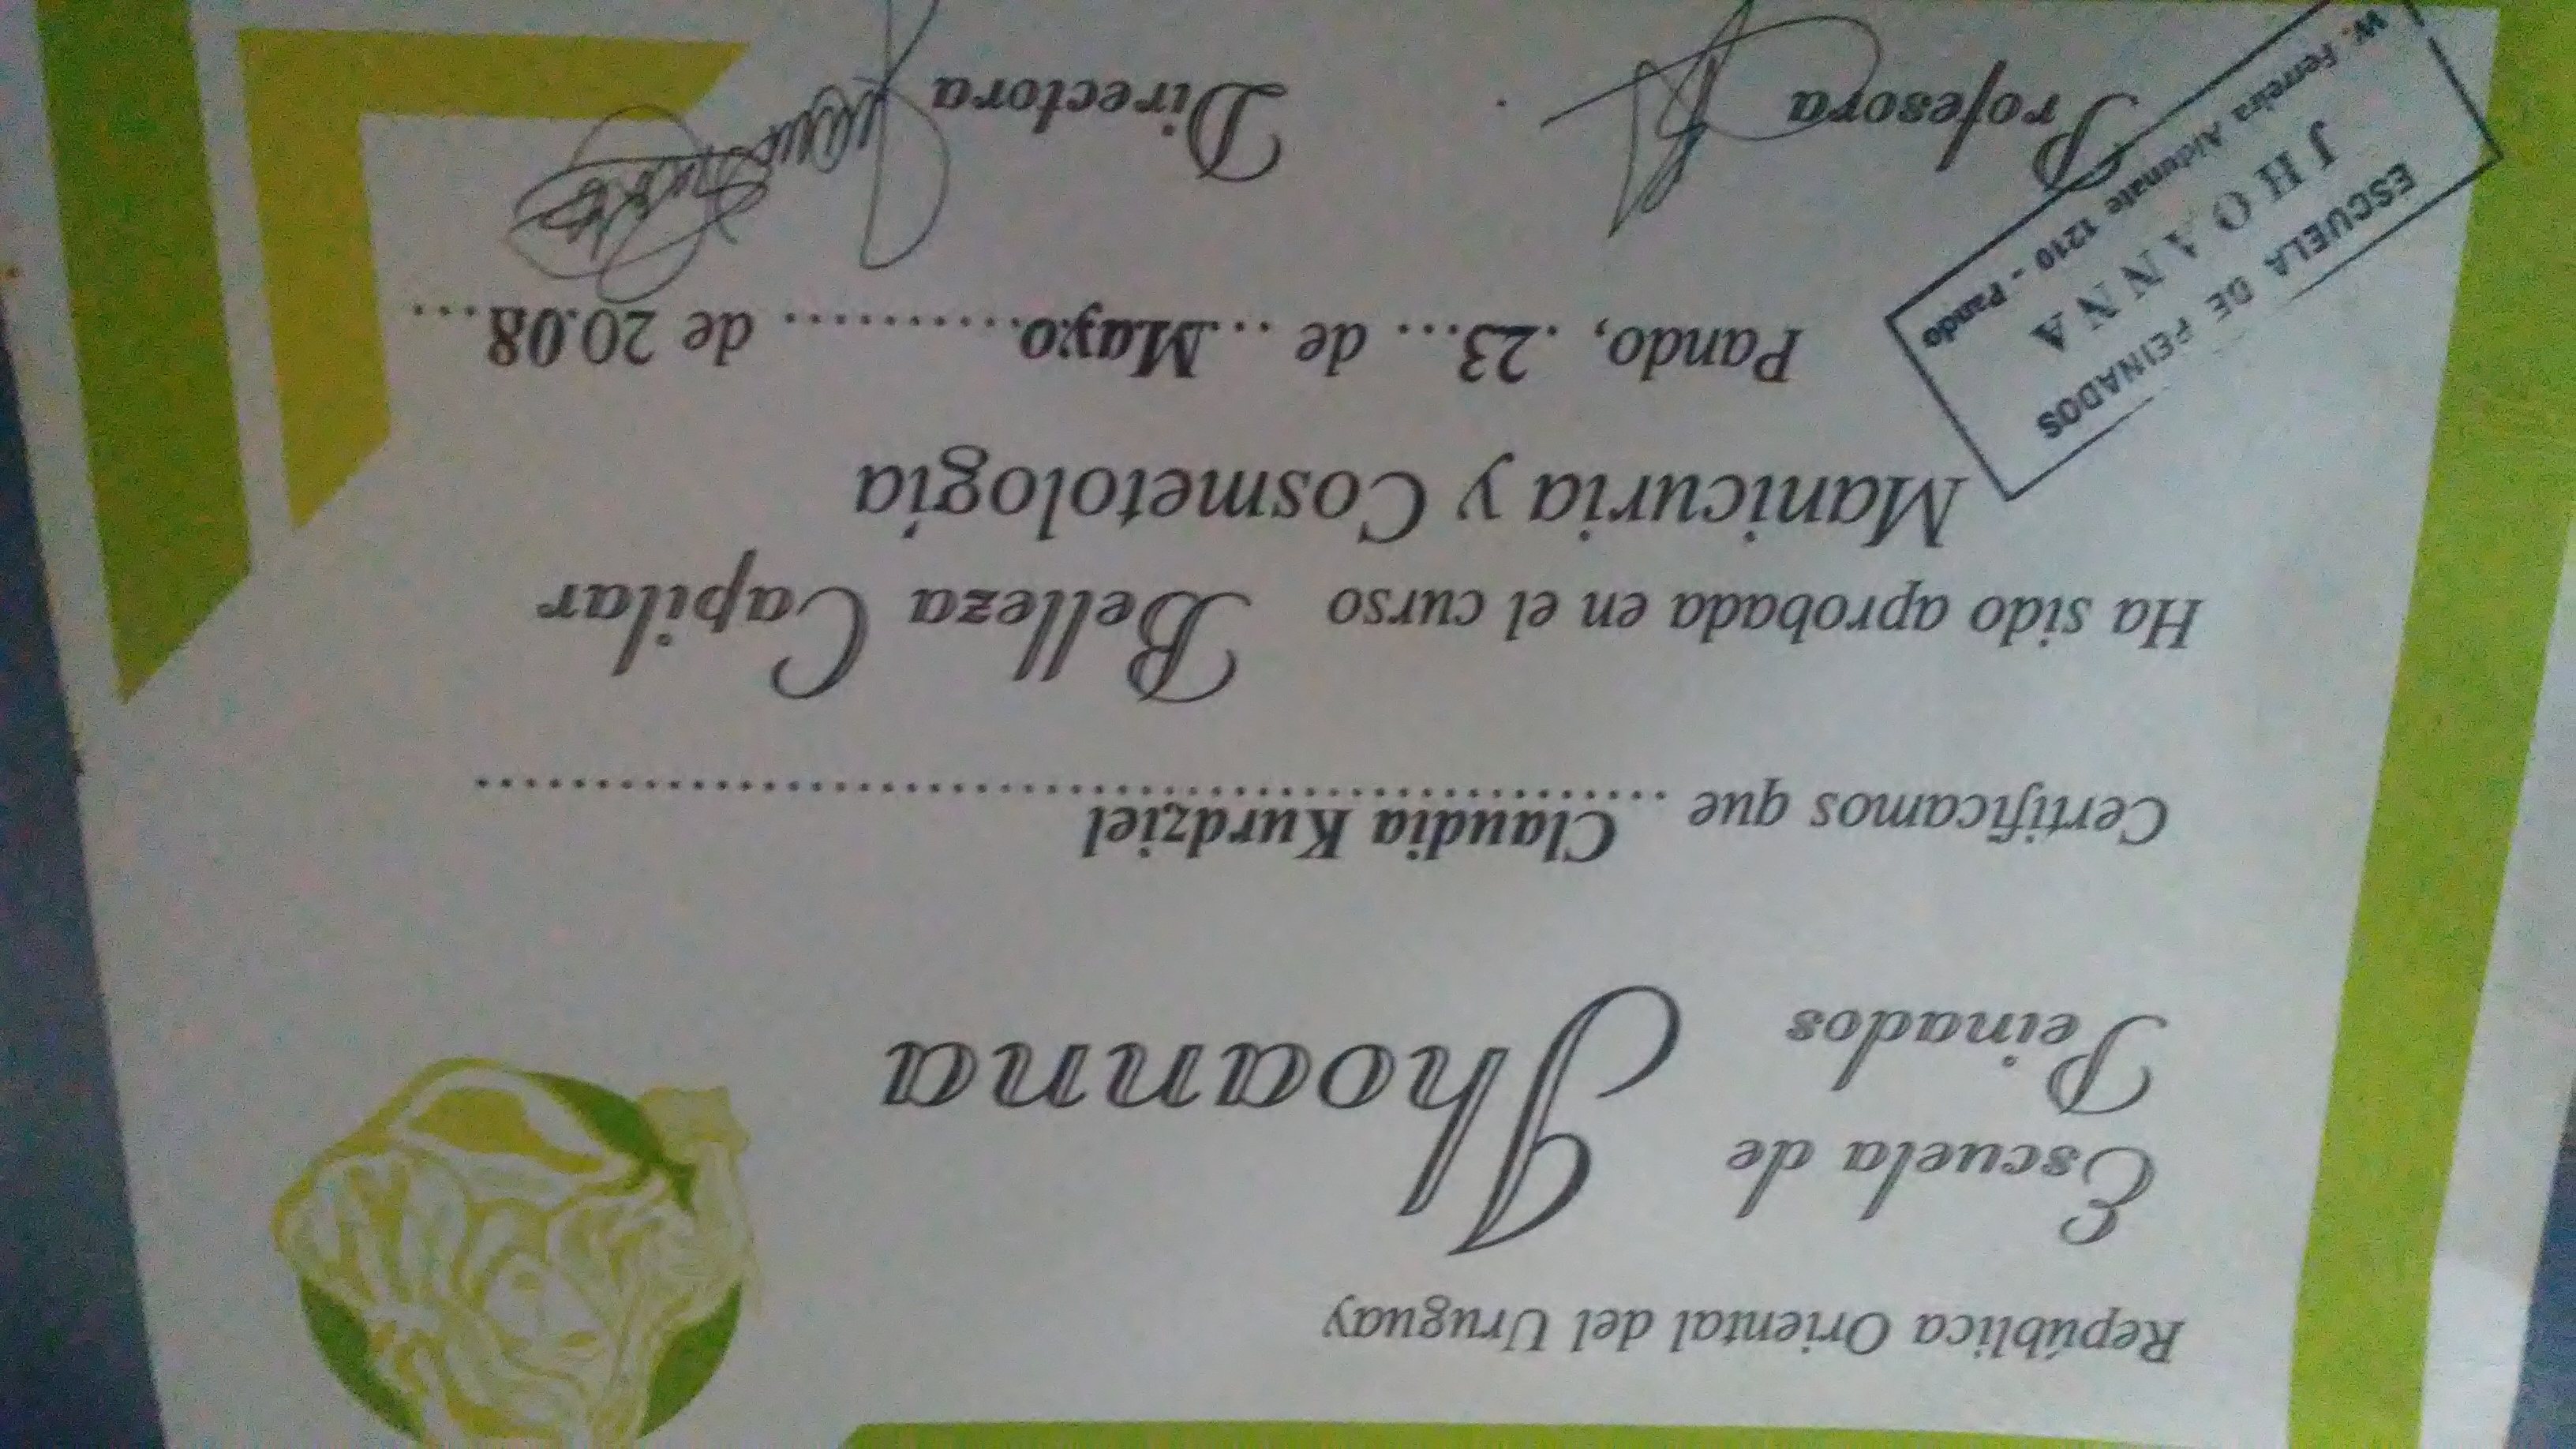 República Oriental del Uruguay
Escuela de
Peinados Jhoanna
Certificamos que ...Claudia Kurdziel
Ha sido aprobada en el curso Belleza Capilar
Manicuria y Cosmetología
Pando, .23... de ...Mayo.......... de 20.08....
Profesora
Directora
ESCUELA DE PEINADOS
JHOANNA
W. Ferreira Aldunate 1210 - Pando